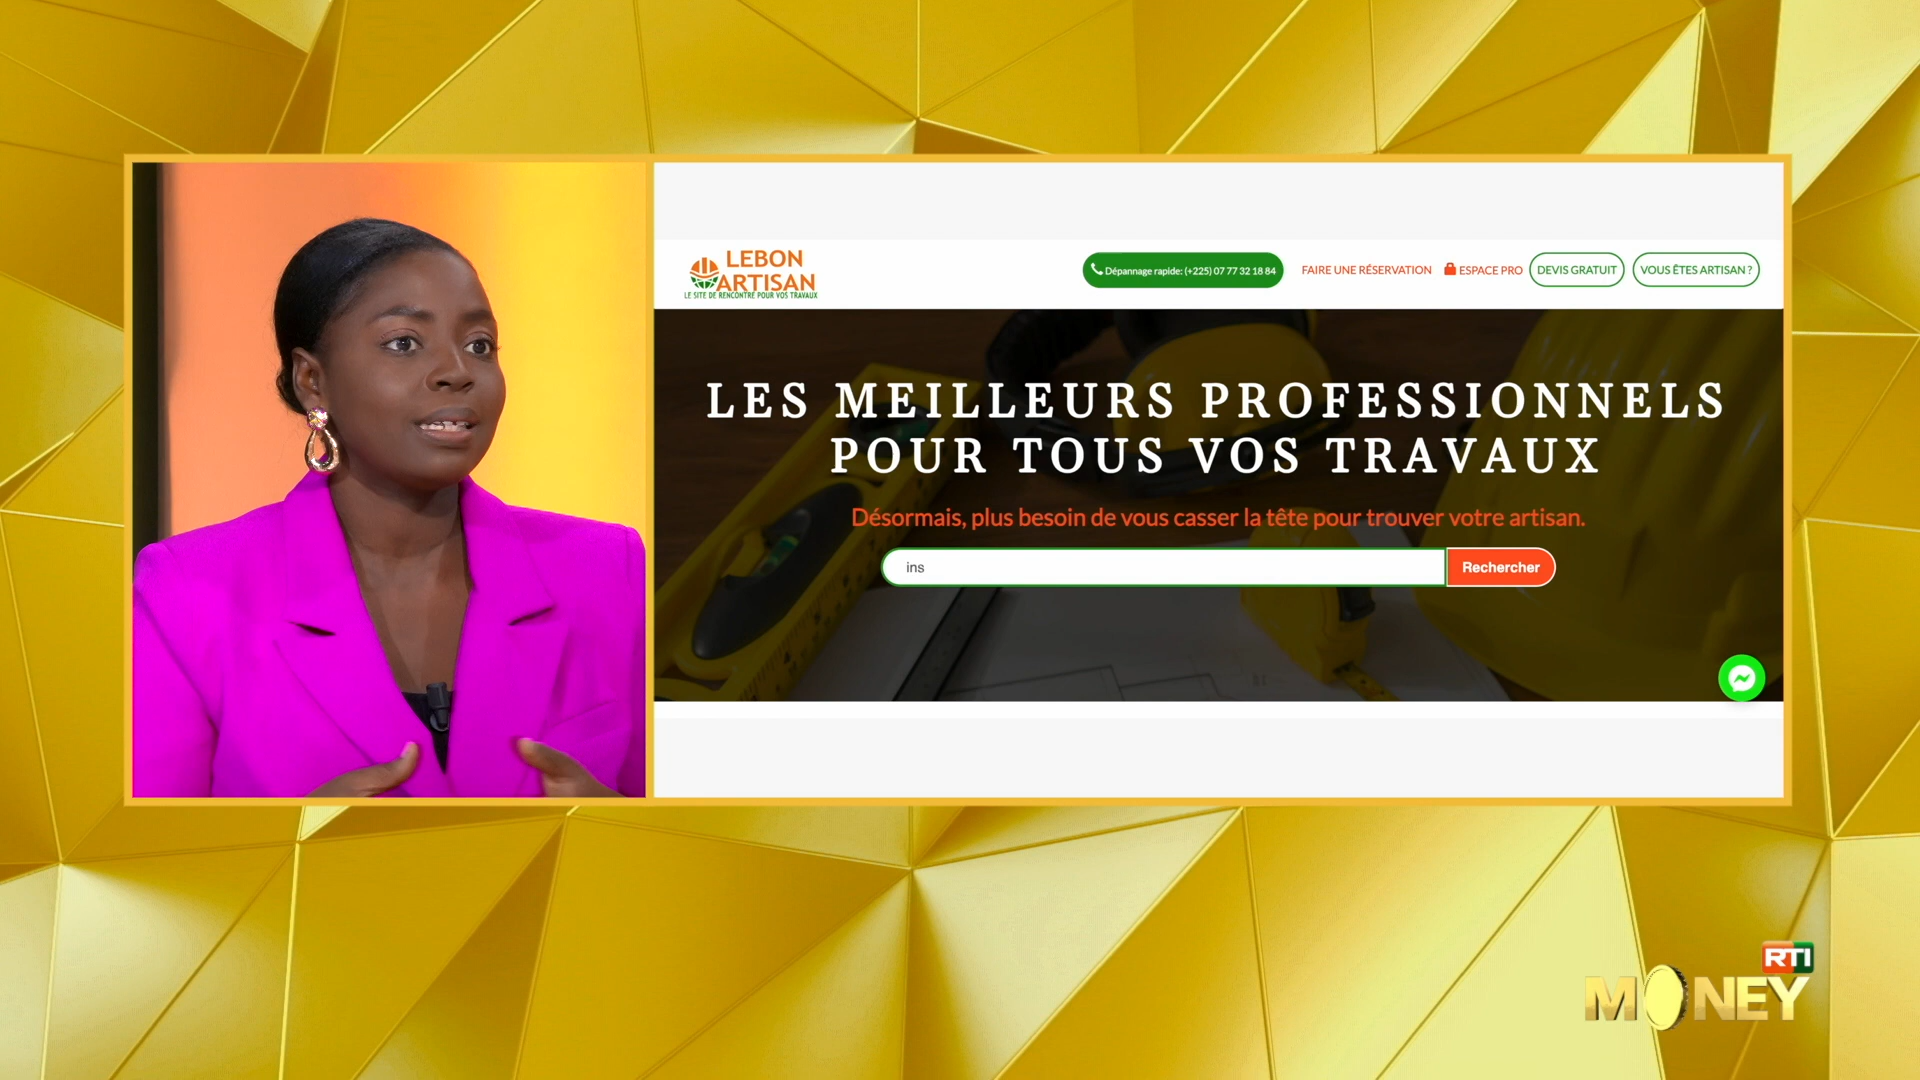 LEBON
ARTISAN
LE SITE DE RENCONTRE POUR VOS TRAVAUX
Dépannage rapide: (+225) 07 77 32 18 84
FAIRE UNE RÉSERVATION
ESPACE PRO
DEVIS GRATUIT
VOUS ÊTES ARTISAN ?
LES MEILLEURS PROFESSIONNELS
POUR TOUS VOS TRAVAUX
Désormais, plus besoin de vous casser la tête pour trouver votre artisan.
ins
Rechercher
RTI
MONEY